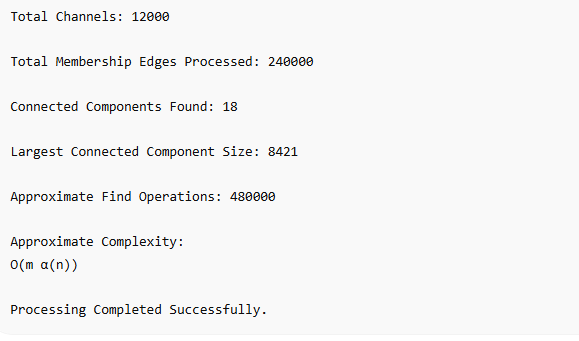 Total Channels: 12000
Total Membership Edges Processed: 240000
Connected Components Found: 18
Largest Connected Component Size: 8421
Approximate Find Operations: 480000
Approximate Complexity:
O(m α(n))
Processing Completed Successfully.